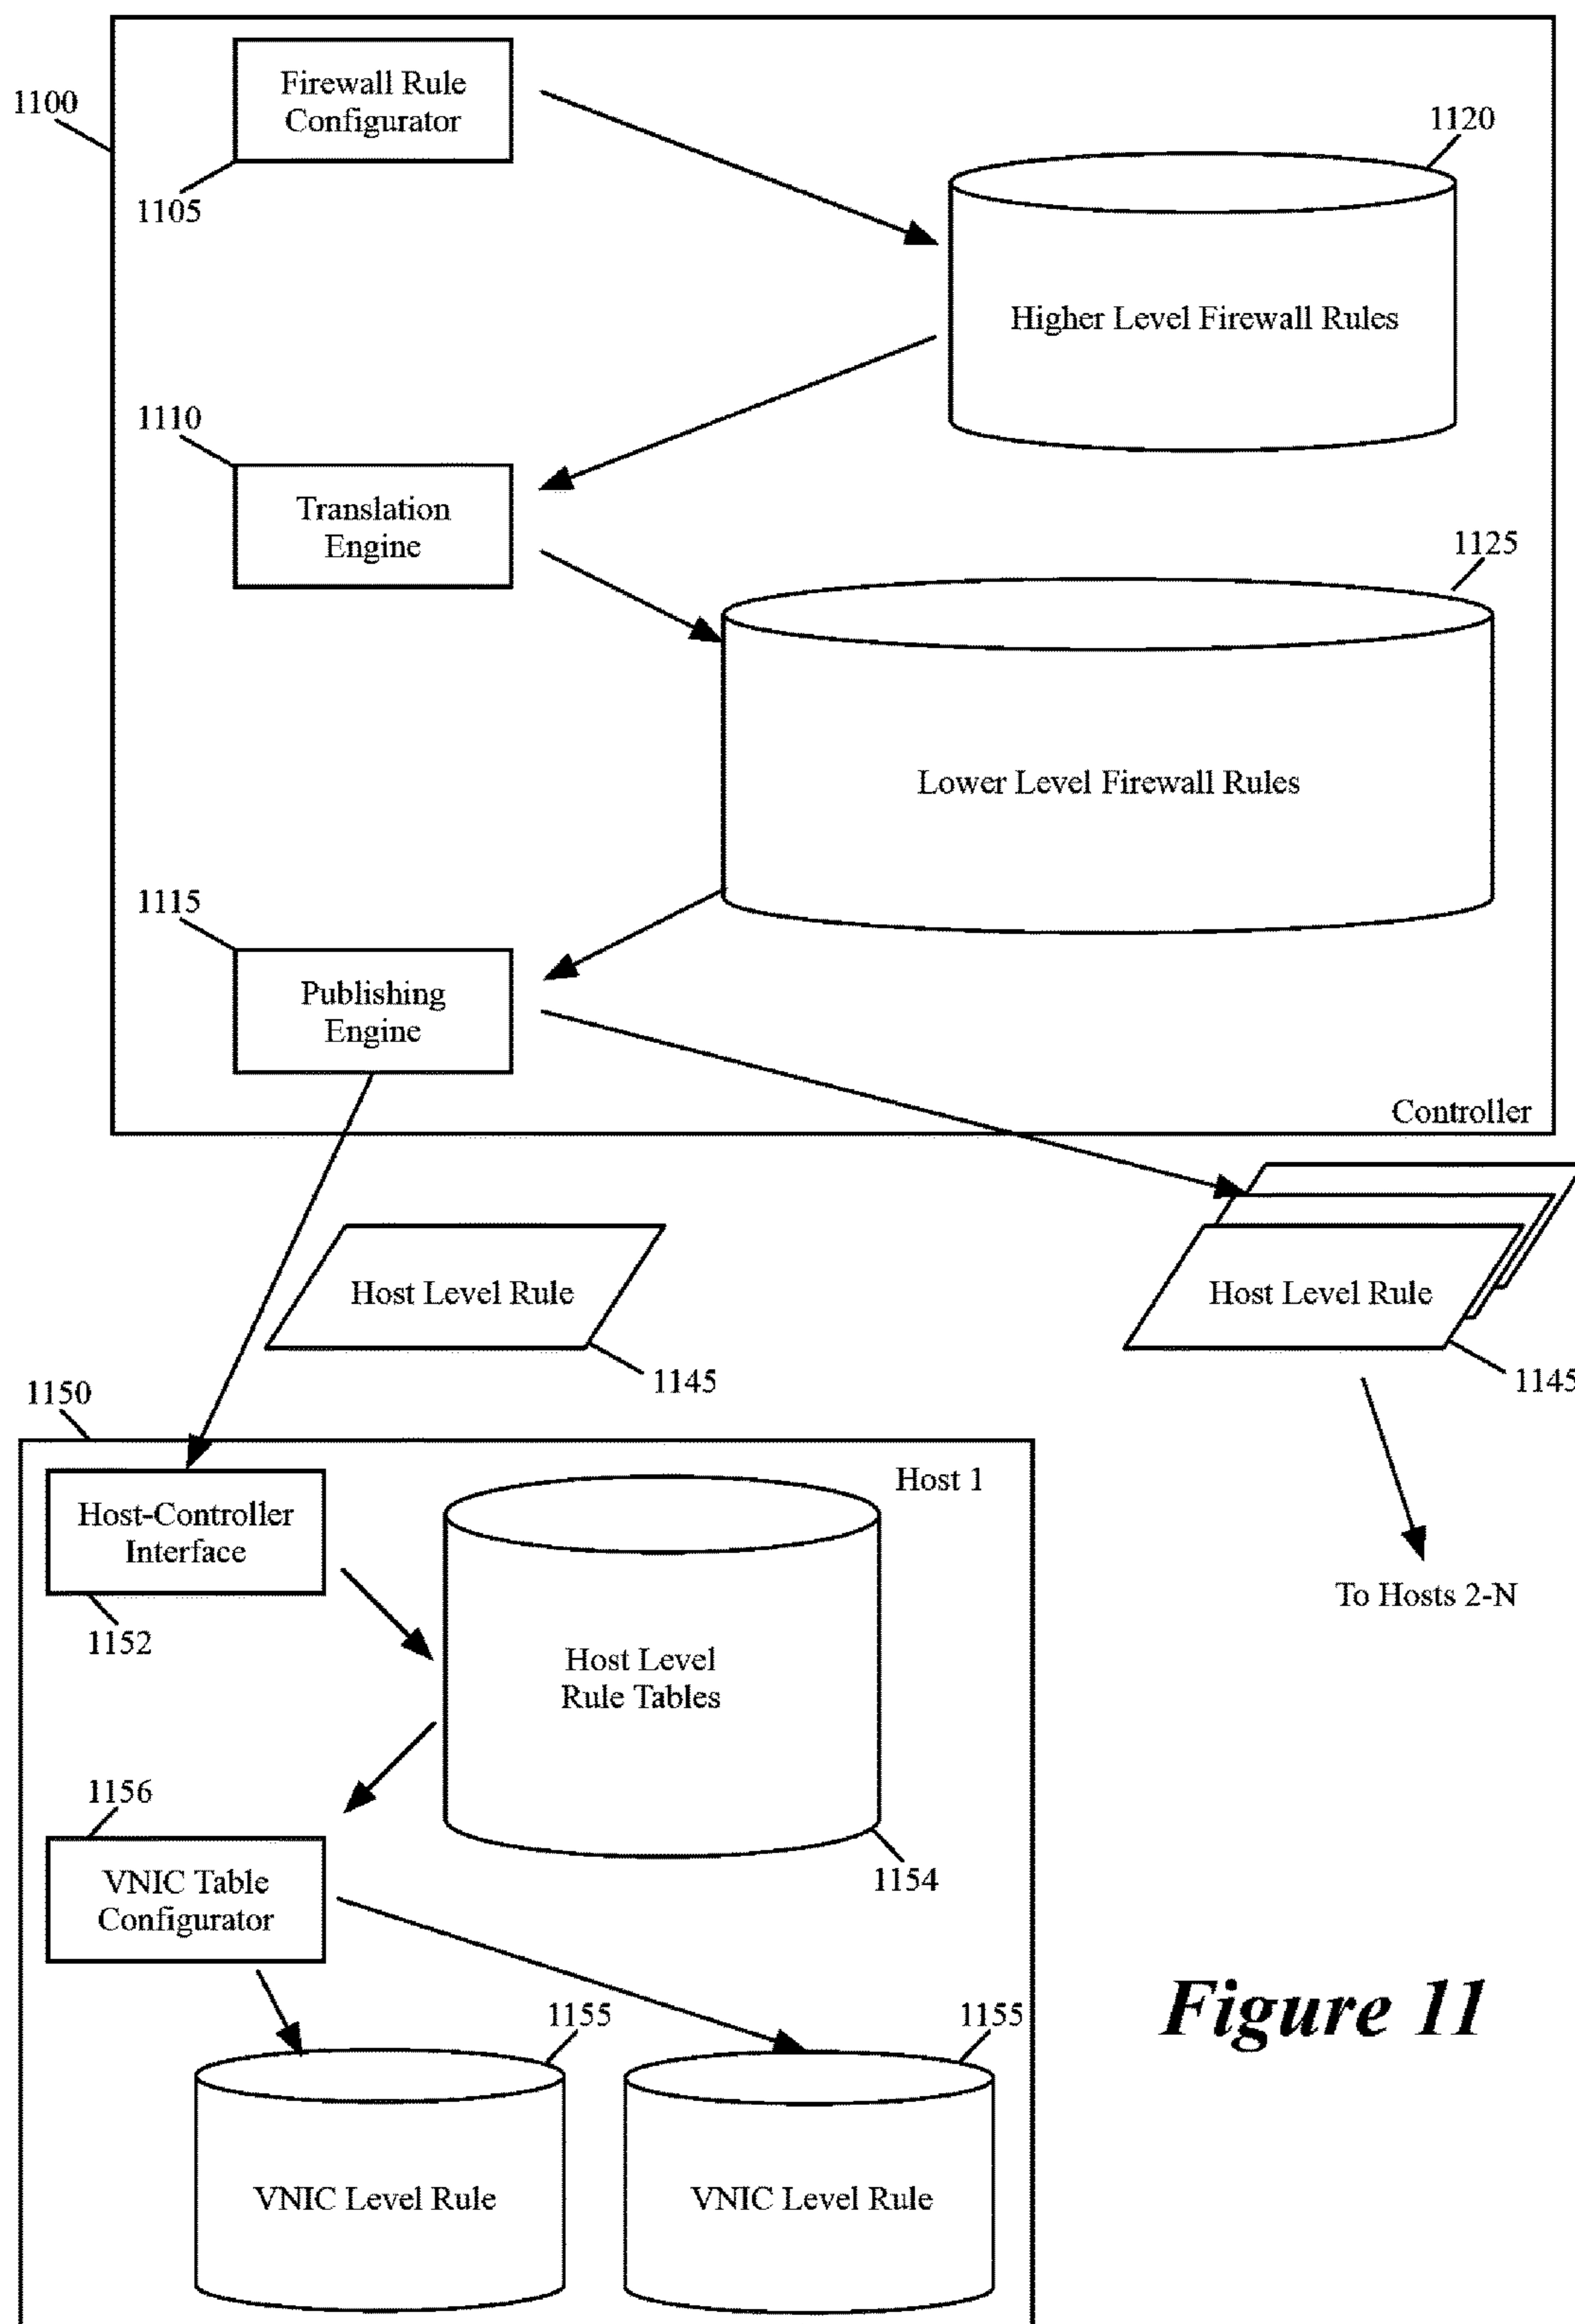 1100
Firewall Rule
Configurator
1105
1120
Higher Level Firewall Rules
1110
Translation
Engine
1125
Lower Level Firewall Rules
1115
Publishing
Engine
Controller
Host Level Rule
1145
Host Level Rule
1145
To Hosts 2-N
1150
Host 1
Host-Controller
Interface
1152
Host Level
Rule Tables
1154
1156
VNIC Table
Configurator
1155
VNIC Level Rule
1155
VNIC Level Rule
Figure 11